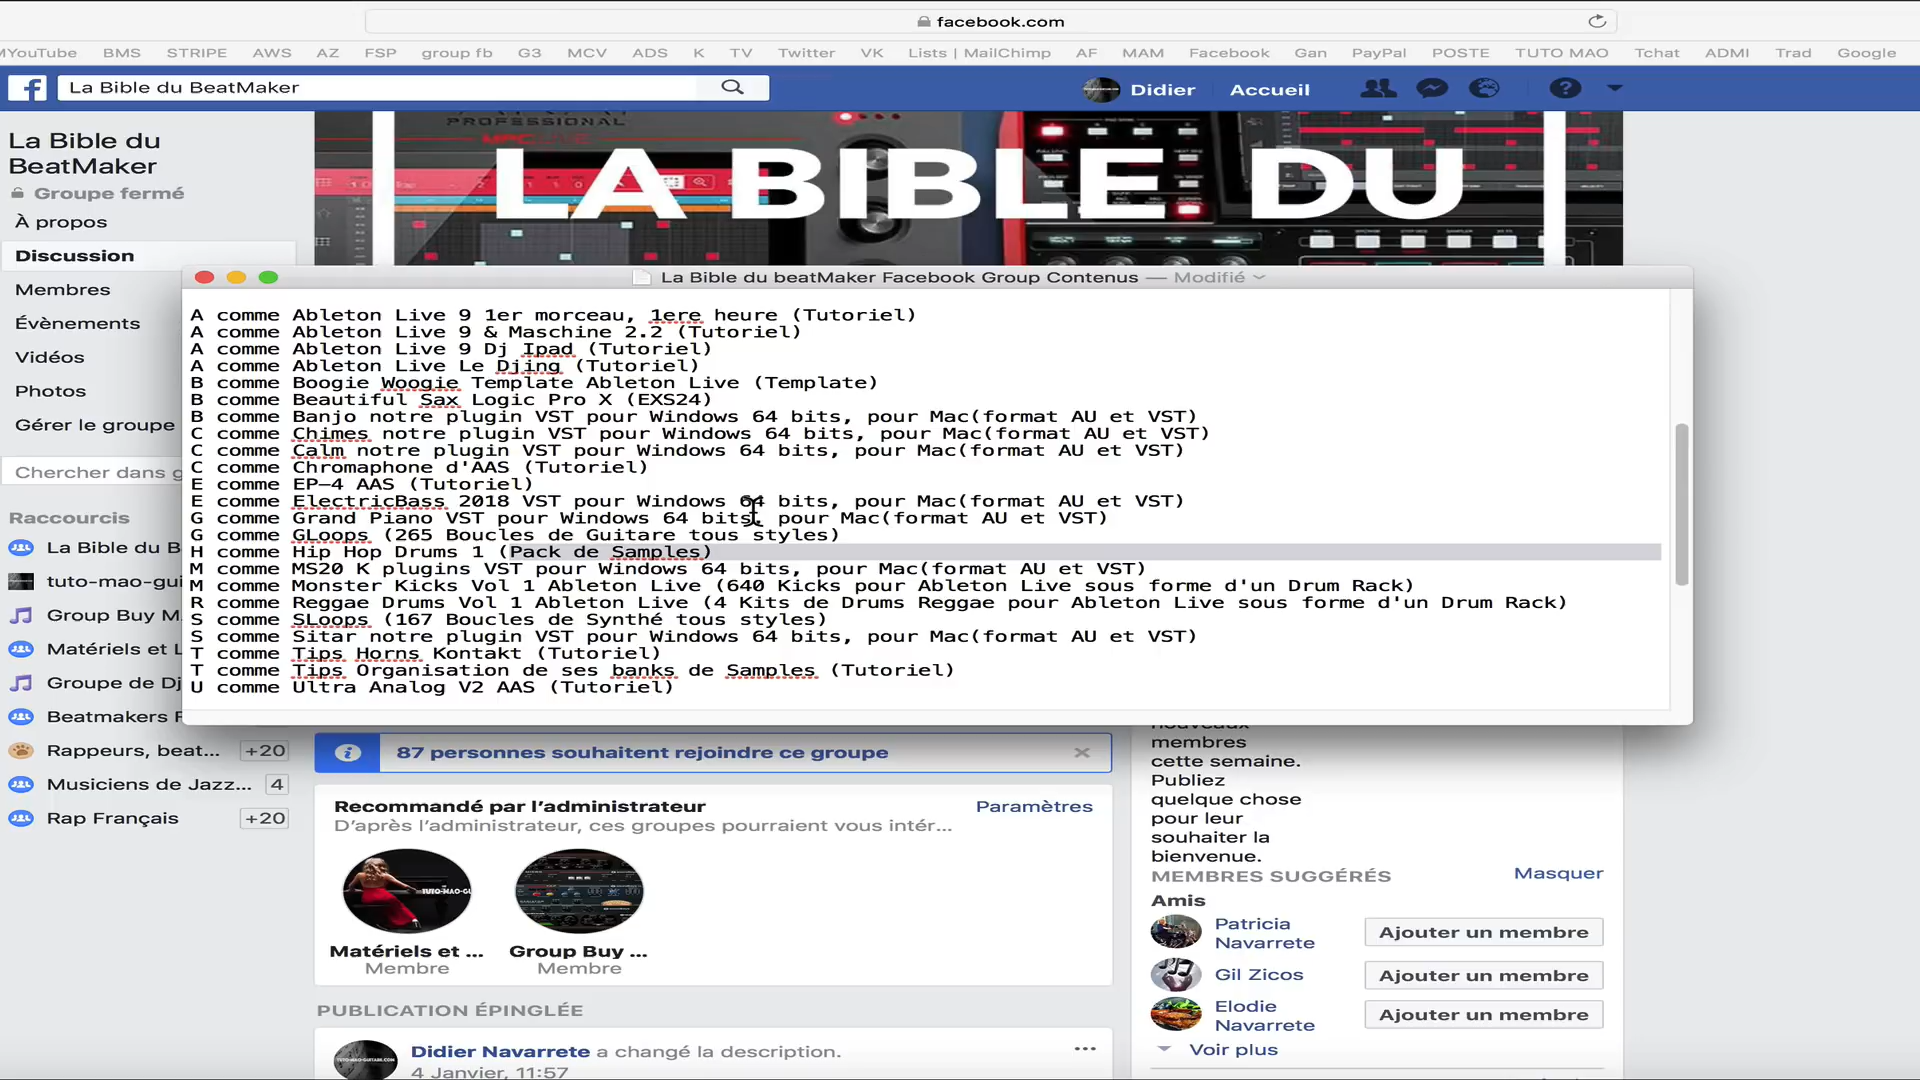 facebook.com
MYouTube BMS STRIPE AWS AZ FSP group fb G3 MCV ADS K TV Twitter VK Lists | MailChimp AF MAM Facebook Gan PayPal POSTE TUTO MAO Tchat ADMI Trad Google
La Bible du BeatMaker
Didier Accueil
La Bible du
BeatMaker
Groupe fermé
À propos
Discussion
Membres
Évènements
Vidéos
Photos
Gérer le groupe
Chercher dans g
Raccourcis
La Bible du B
tuto-mao-gui
Group Buy M
Matériels et L
Groupe de Dj
Beatmakers F
Rappeurs, beat... +20
Musiciens de Jazz... 4
Rap Français +20
PROFESSIONAL
MPC LIVE
LA BIBLE DU
La Bible du beatMaker Facebook Group Contenus — Modifié
A comme Ableton Live 9 1er morceau, 1ere heure (Tutoriel)
A comme Ableton Live 9 & Maschine 2.2 (Tutoriel)
A comme Ableton Live 9 Dj Ipad (Tutoriel)
A comme Ableton Live Le Djing (Tutoriel)
B comme Boogie Woogie Template Ableton Live (Template)
B comme Beautiful Sax Logic Pro X (EXS24)
B comme Banjo notre plugin VST pour Windows 64 bits, pour Mac(format AU et VST)
C comme Chimes notre plugin VST pour Windows 64 bits, pour Mac(format AU et VST)
C comme Calm notre plugin VST pour Windows 64 bits, pour Mac(format AU et VST)
C comme Chromaphone d'AAS (Tutoriel)
E comme EP-4 AAS (Tutoriel)
E comme ElectricBass 2018 VST pour Windows 64 bits, pour Mac(format AU et VST)
G comme Grand Piano VST pour Windows 64 bits, pour Mac(format AU et VST)
G comme GLoops (265 Boucles de Guitare tous styles)
H comme Hip Hop Drums 1 (Pack de Samples)
M comme MS20 K plugins VST pour Windows 64 bits, pour Mac(format AU et VST)
M comme Monster Kicks Vol 1 Ableton Live (640 Kicks pour Ableton Live sous forme d'un Drum Rack)
R comme Reggae Drums Vol 1 Ableton Live (4 Kits de Drums Reggae pour Ableton Live sous forme d'un Drum Rack)
S comme SLoops (167 Boucles de Synthé tous styles)
S comme Sitar notre plugin VST pour Windows 64 bits, pour Mac(format AU et VST)
T comme Tips Horns Kontakt (Tutoriel)
T comme Tips Organisation de ses banks de Samples (Tutoriel)
U comme Ultra Analog V2 AAS (Tutoriel)
87 personnes souhaitent rejoindre ce groupe
Recommandé par l'administrateur Paramètres
D'après l'administrateur, ces groupes pourraient vous intér...
Matériels et ...
Membre
Group Buy ...
Membre
PUBLICATION ÉPINGLÉE
Didier Navarrete a changé la description.
4 Janvier, 11:57
nouveaux
membres
cette semaine.
Publiez
quelque chose
pour leur
souhaiter la
bienvenue.
MEMBRES SUGGÉRÉS Masquer
Amis
Patricia
Navarrete
Ajouter un membre
Gil Zicos
Ajouter un membre
Elodie
Navarrete
Ajouter un membre
Voir plus